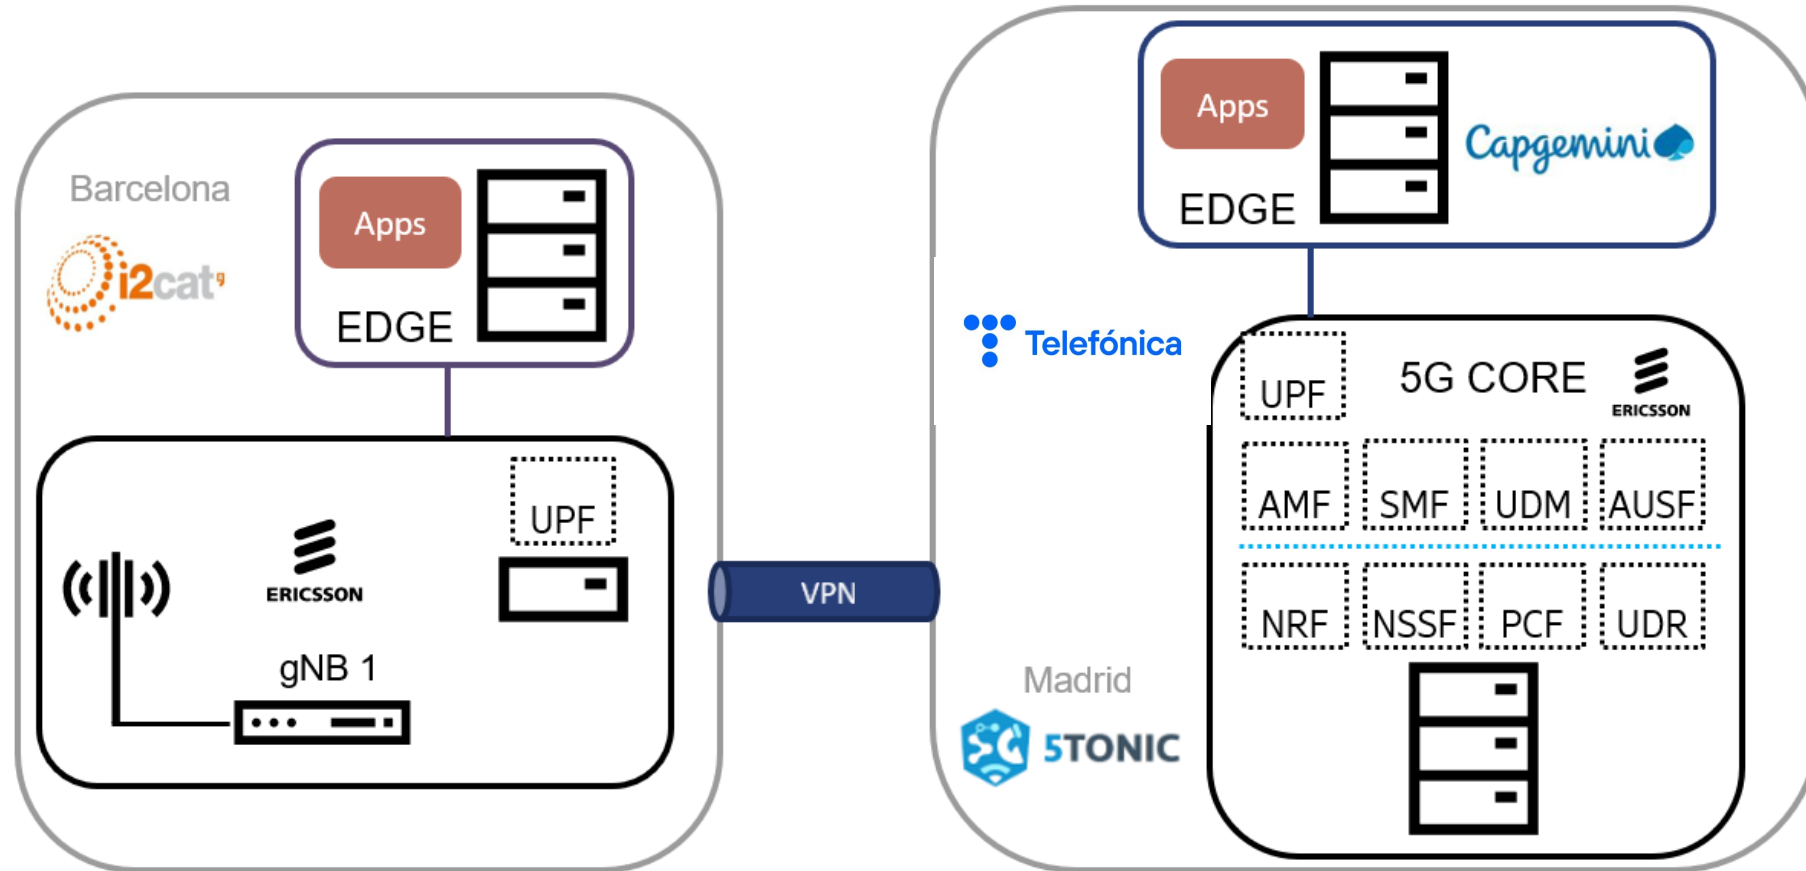 Barcelona
i2cat
Apps
EDGE
UPF
ERICSSON
gNB 1
VPN
Apps
EDGE
Capgemini
Telefónica
UPF
5G CORE
ERICSSON
AMF SMF UDM AUSF
NRF NSSF PCF UDR
Madrid
5G
5TONIC